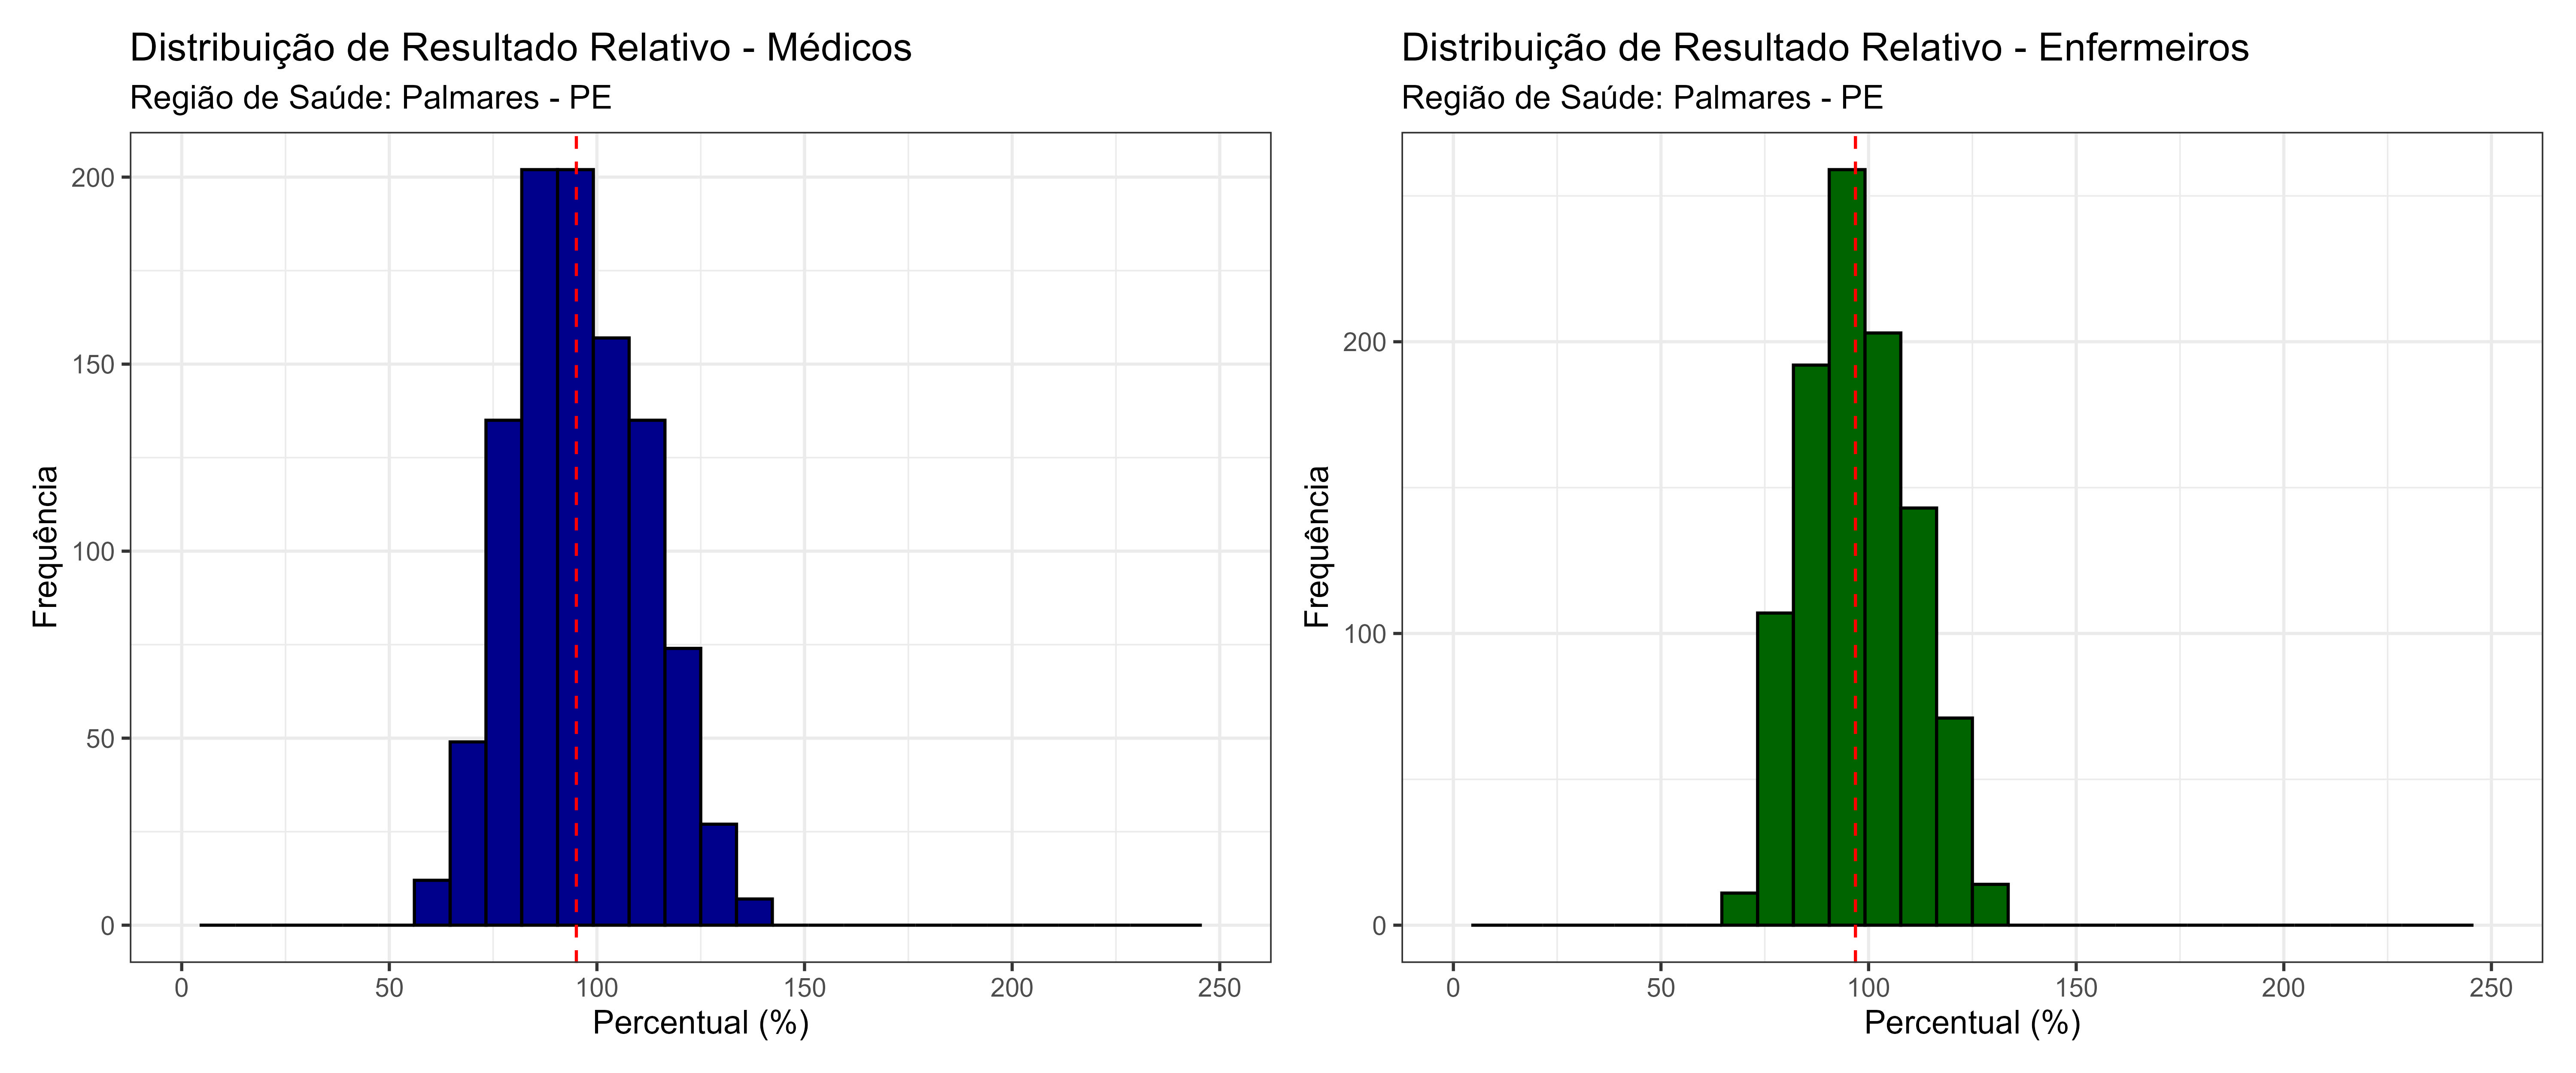 Distribuição de Resultado Relativo - Médicos
Região de Saúde: Palmares - PE
Frequência
200
150
100
50
0
0 50 100 150 200 250
Percentual (%)
Distribuição de Resultado Relativo - Enfermeiros
Região de Saúde: Palmares - PE
Frequência
200
100
0
0 50 100 150 200 250
Percentual (%)